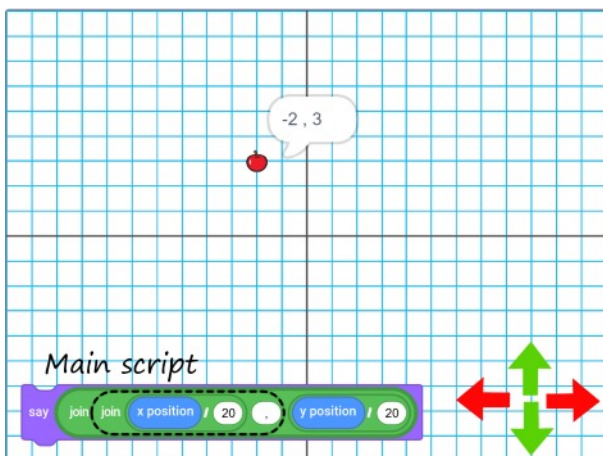 -2 , 3
Main script
say join join x position / 20 , y position / 20